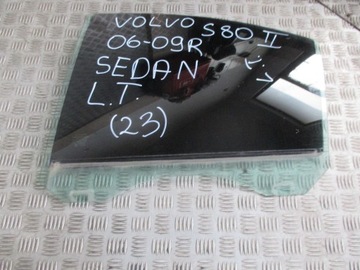 VOLVO S80 II
06-09R
SEDAN
L.T.
(23)